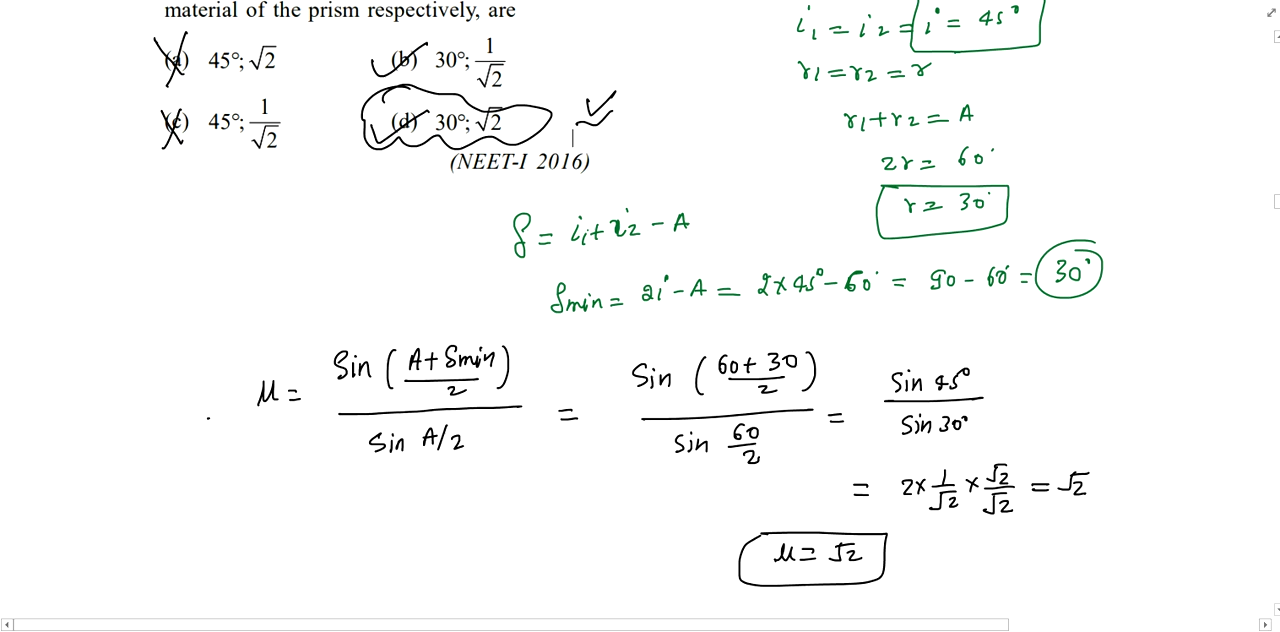 material of the prism respectively, are
(a) 45°; √2 (b) 30°; 1/√2
(c) 45°; 1/√2 (d) 30°; √2
(NEET-I 2016)
i₁ = i₂ = i = 45°
r₁ = r₂ = r
r₁ + r₂ = A
2r = 60°
r = 30°
δ = i₁ + i₂ - A
δmin = 2i - A = 2 × 45° - 60° = 90 - 60° = 30°
μ = Sin ((A + δmin)/2) / Sin A/2 = Sin ((60 + 30)/2) / Sin 60/2 = Sin 45° / Sin 30°
= 2 × 1/√2 × √2/√2 = √2
μ = √2